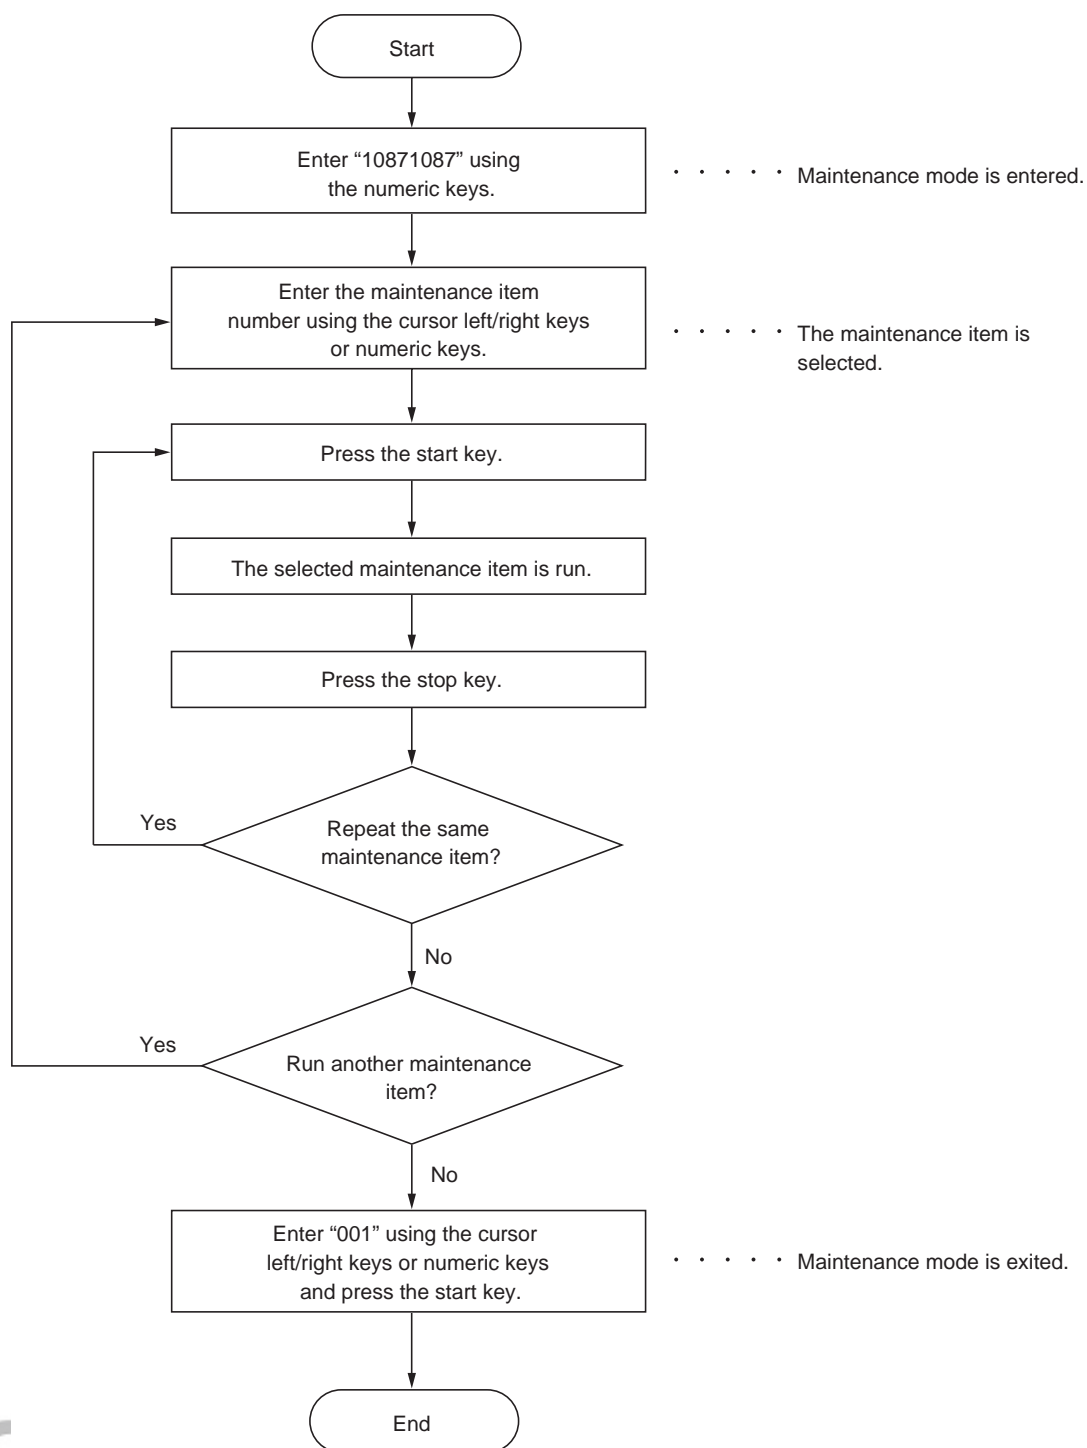 Start
Enter “10871087” using
the numeric keys.
· · · · · Maintenance mode is entered.
Enter the maintenance item
number using the cursor left/right keys
or numeric keys.
· · · · · The maintenance item is
selected.
Press the start key.
The selected maintenance item is run.
Press the stop key.
Yes
Repeat the same
maintenance item?
No
Yes
Run another maintenance
item?
No
Enter “001” using the cursor
left/right keys or numeric keys
and press the start key.
· · · · · Maintenance mode is exited.
End